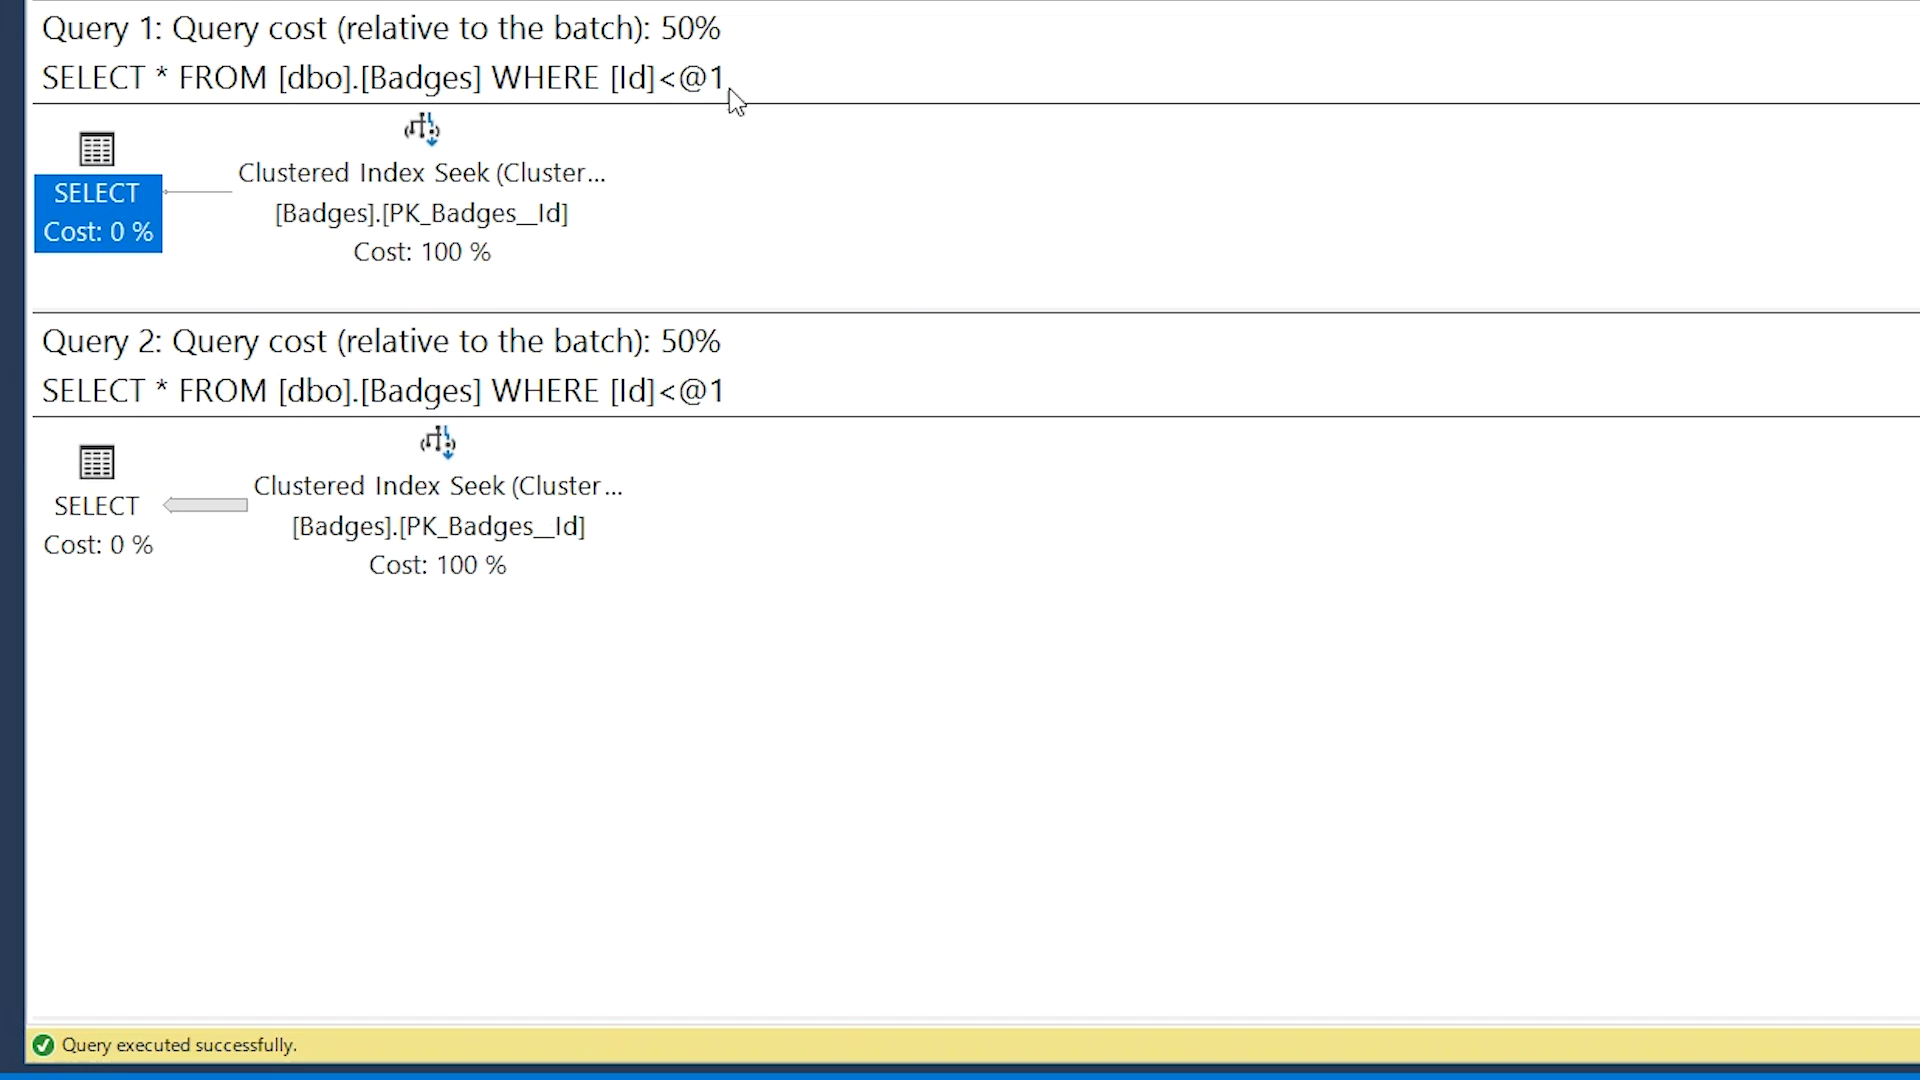 Query 1: Query cost (relative to the batch): 50%
SELECT * FROM [dbo].[Badges] WHERE [Id]<@1
Clustered Index Seek (Cluster...
[Badges].[PK_Badges__Id]
Cost: 100 %
SELECT
Cost: 0 %
Query 2: Query cost (relative to the batch): 50%
SELECT * FROM [dbo].[Badges] WHERE [Id]<@1
Clustered Index Seek (Cluster...
[Badges].[PK_Badges__Id]
Cost: 100 %
SELECT
Cost: 0 %
Query executed successfully.